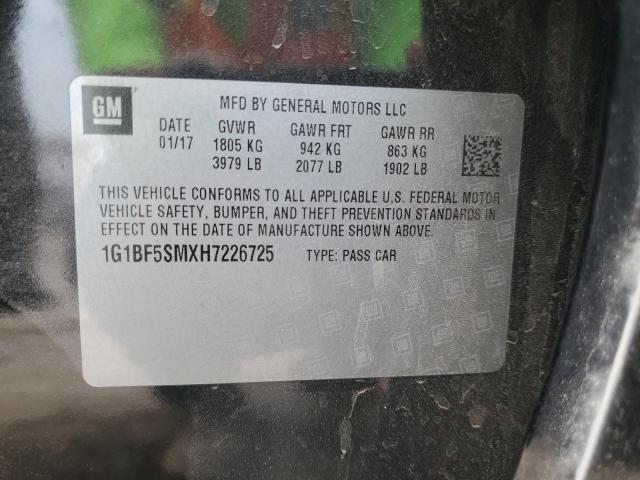 GM
MFD BY GENERAL MOTORS LLC
DATE GVWR GAWR FRT GAWR RR
01/17 1805 KG 942 KG 863 KG
3979 LB 2077 LB 1902 LB
THIS VEHICLE CONFORMS TO ALL APPLICABLE U.S. FEDERAL MOTOR
VEHICLE SAFETY, BUMPER, AND THEFT PREVENTION STANDARDS IN
EFFECT ON THE DATE OF MANUFACTURE SHOWN ABOVE.
1G1BF5SMXH7226725 TYPE: PASS CAR